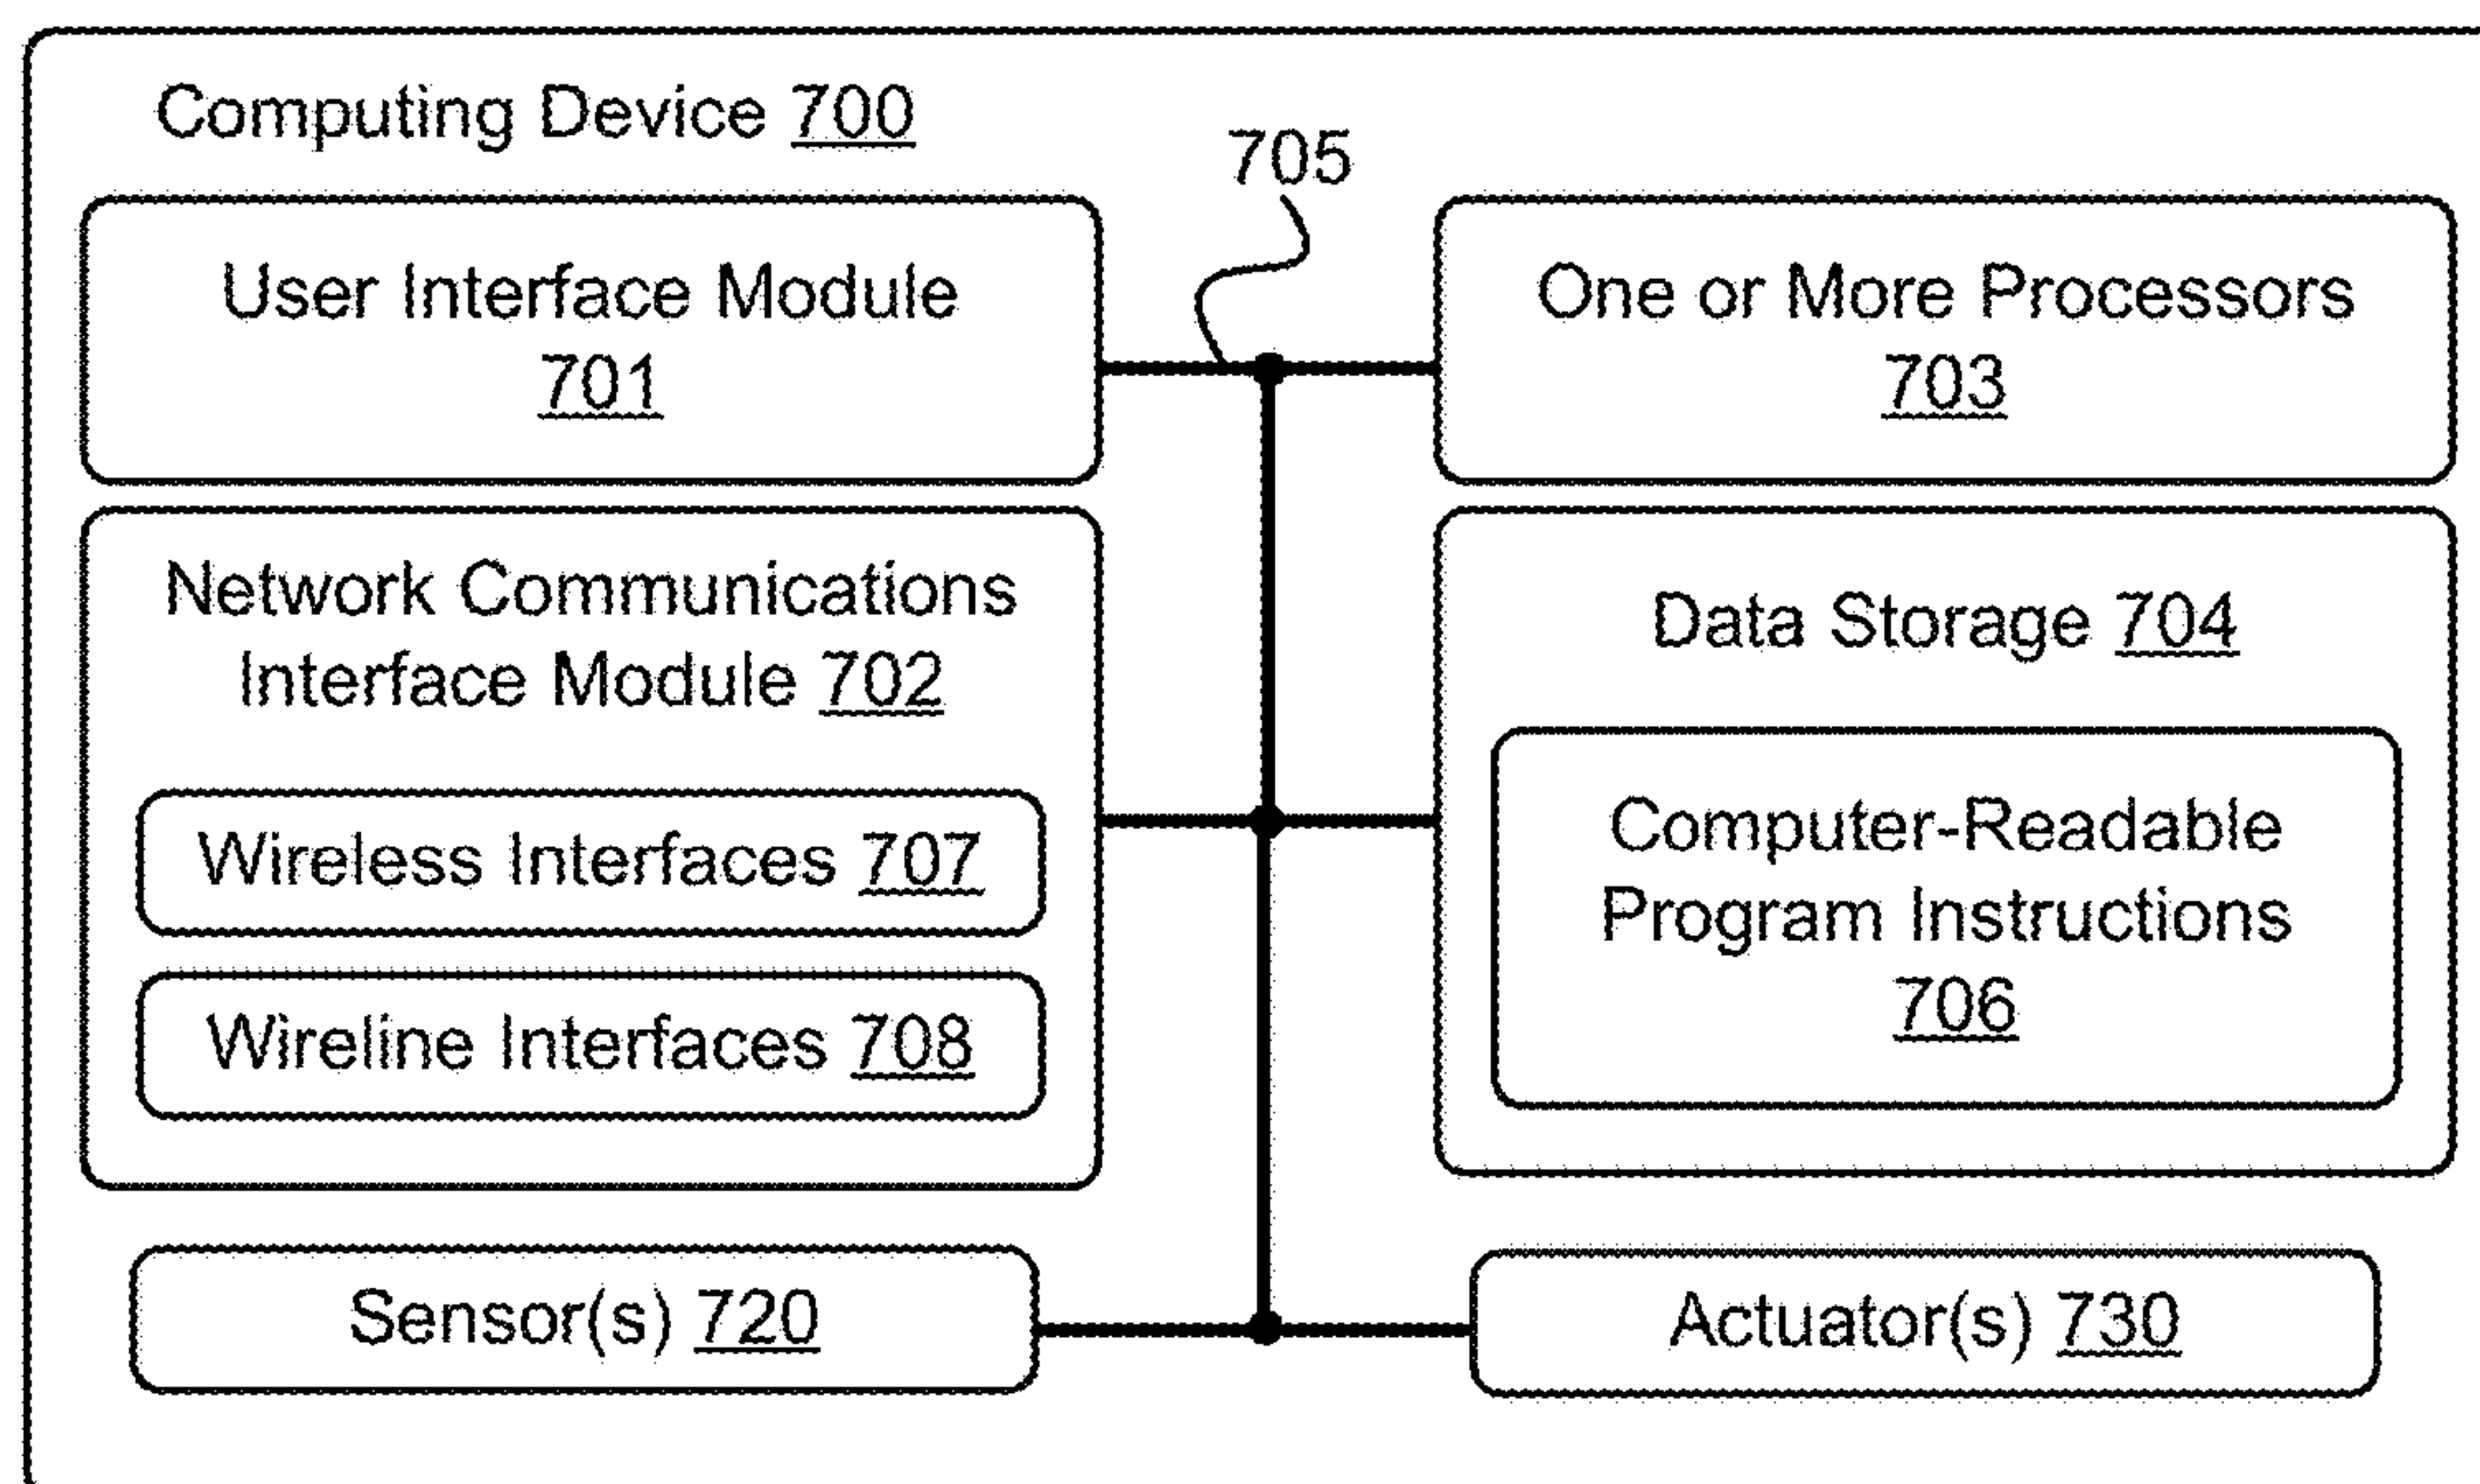 Computing Device 700
705
User Interface Module
701
One or More Processors
703
Network Communications
Interface Module 702
Wireless Interfaces 707
Wireline Interfaces 708
Data Storage 704
Computer-Readable
Program Instructions
706
Sensor(s) 720
Actuator(s) 730